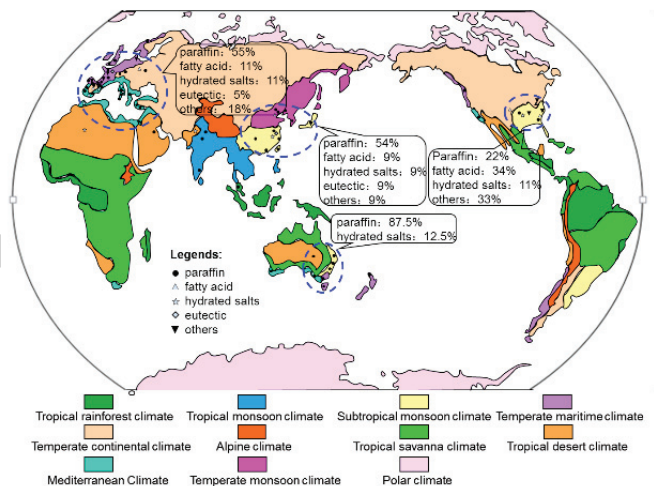 paraffin: 55%
fatty acid: 11%
hydrated salts: 11%
eutectic: 5%
others: 18%
paraffin: 54%
fatty acid: 9%
hydrated salts: 9%
eutectic: 9%
others: 9%
Paraffin: 22%
fatty acid: 34%
hydrated salts: 11%
others: 33%
paraffin: 87.5%
hydrated salts: 12.5%
Legends:
paraffin
fatty acid
hydrated salts
eutectic
others
Tropical rainforest climate
Tropical monsoon climate
Subtropical monsoon climate
Temperate maritime climate
Temperate continental climate
Alpine climate
Tropical savanna climate
Tropical desert climate
Mediterranean Climate
Temperate monsoon climate
Polar climate